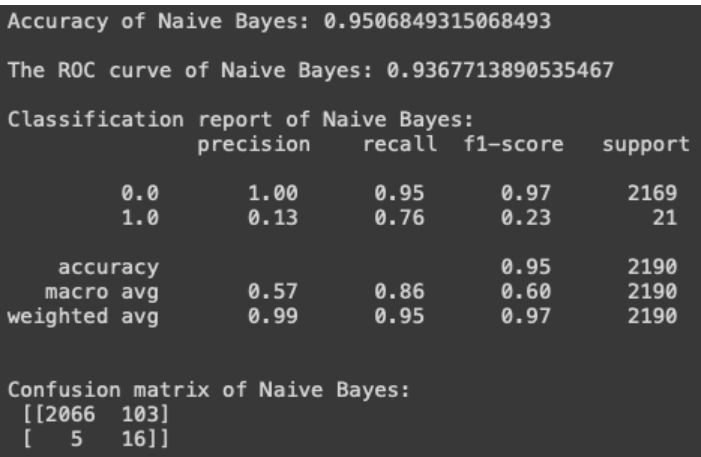 Accuracy of Naive Bayes: 0.9506849315068493
The ROC curve of Naive Bayes: 0.9367713890535467
Classification report of Naive Bayes:
precision recall f1-score support
0.0 1.00 0.95 0.97 2169
1.0 0.13 0.76 0.23 21
accuracy 0.95 2190
macro avg 0.57 0.86 0.60 2190
weighted avg 0.99 0.95 0.97 2190
Confusion matrix of Naive Bayes:
[[2066 103]
[ 5 16]]